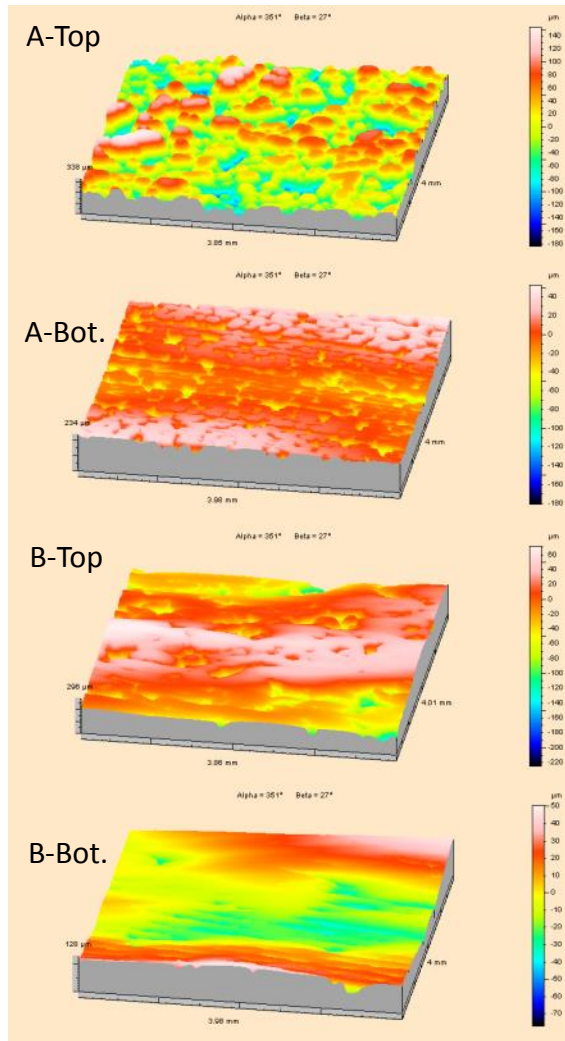 A-Top
Alpha = 351° Beta = 27°
µm
140
120
100
80
60
40
20
0
-20
-40
-60
-80
-100
-120
-140
-160
-180
336 µm
4 mm
3.85 mm
A-Bot.
Alpha = 351° Beta = 27°
µm
40
20
0
-20
-40
-60
-80
-100
-120
-140
-160
-180
234 µm
4 mm
3.98 mm
B-Top
Alpha = 351° Beta = 27°
µm
60
40
20
0
-20
-40
-60
-80
-100
-120
-140
-160
-180
-200
-220
296 µm
4.01 mm
3.86 mm
B-Bot.
Alpha = 351° Beta = 27°
µm
50
40
30
20
10
0
-10
-20
-30
-40
-50
-60
-70
128 µm
4 mm
3.98 mm